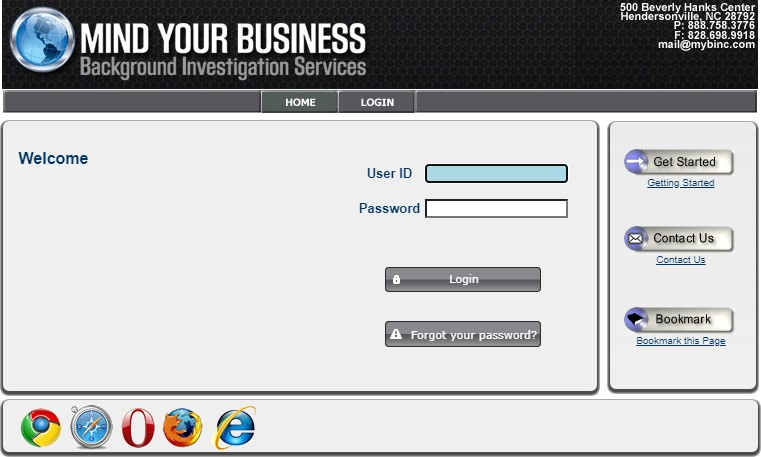 MIND YOUR BUSINESS
Background Investigation Services
500 Beverly Hanks Center
Hendersonville, NC 28792
P: 888.758.3776
F: 828.698.9918
mail@mybinc.com
HOME
LOGIN
Welcome
User ID
Password
Login
Forgot your password?
Get Started
Getting Started
Contact Us
Contact Us
Bookmark
Bookmark this Page